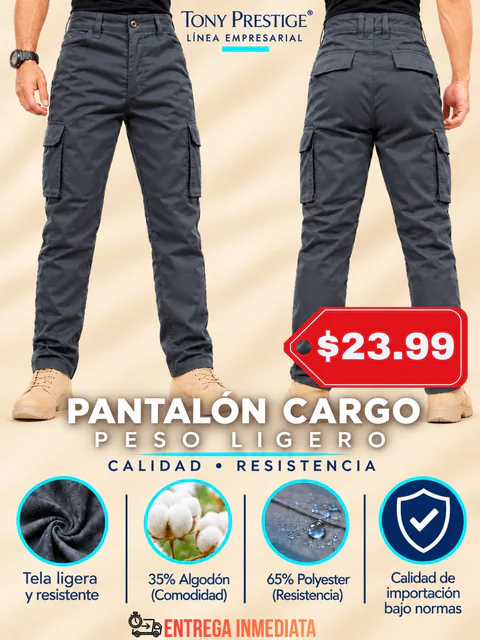 TONY PRESTIGE®
LÍNEA EMPRESARIAL
$23.99
PANTALÓN CARGO
PESO LIGERO
CALIDAD • RESISTENCIA
Tela ligera
y resistente
35% Algodón
(Comodidad)
65% Polyester
(Resistencia)
Calidad de
importación
bajo normas
ENTREGA INMEDIATA